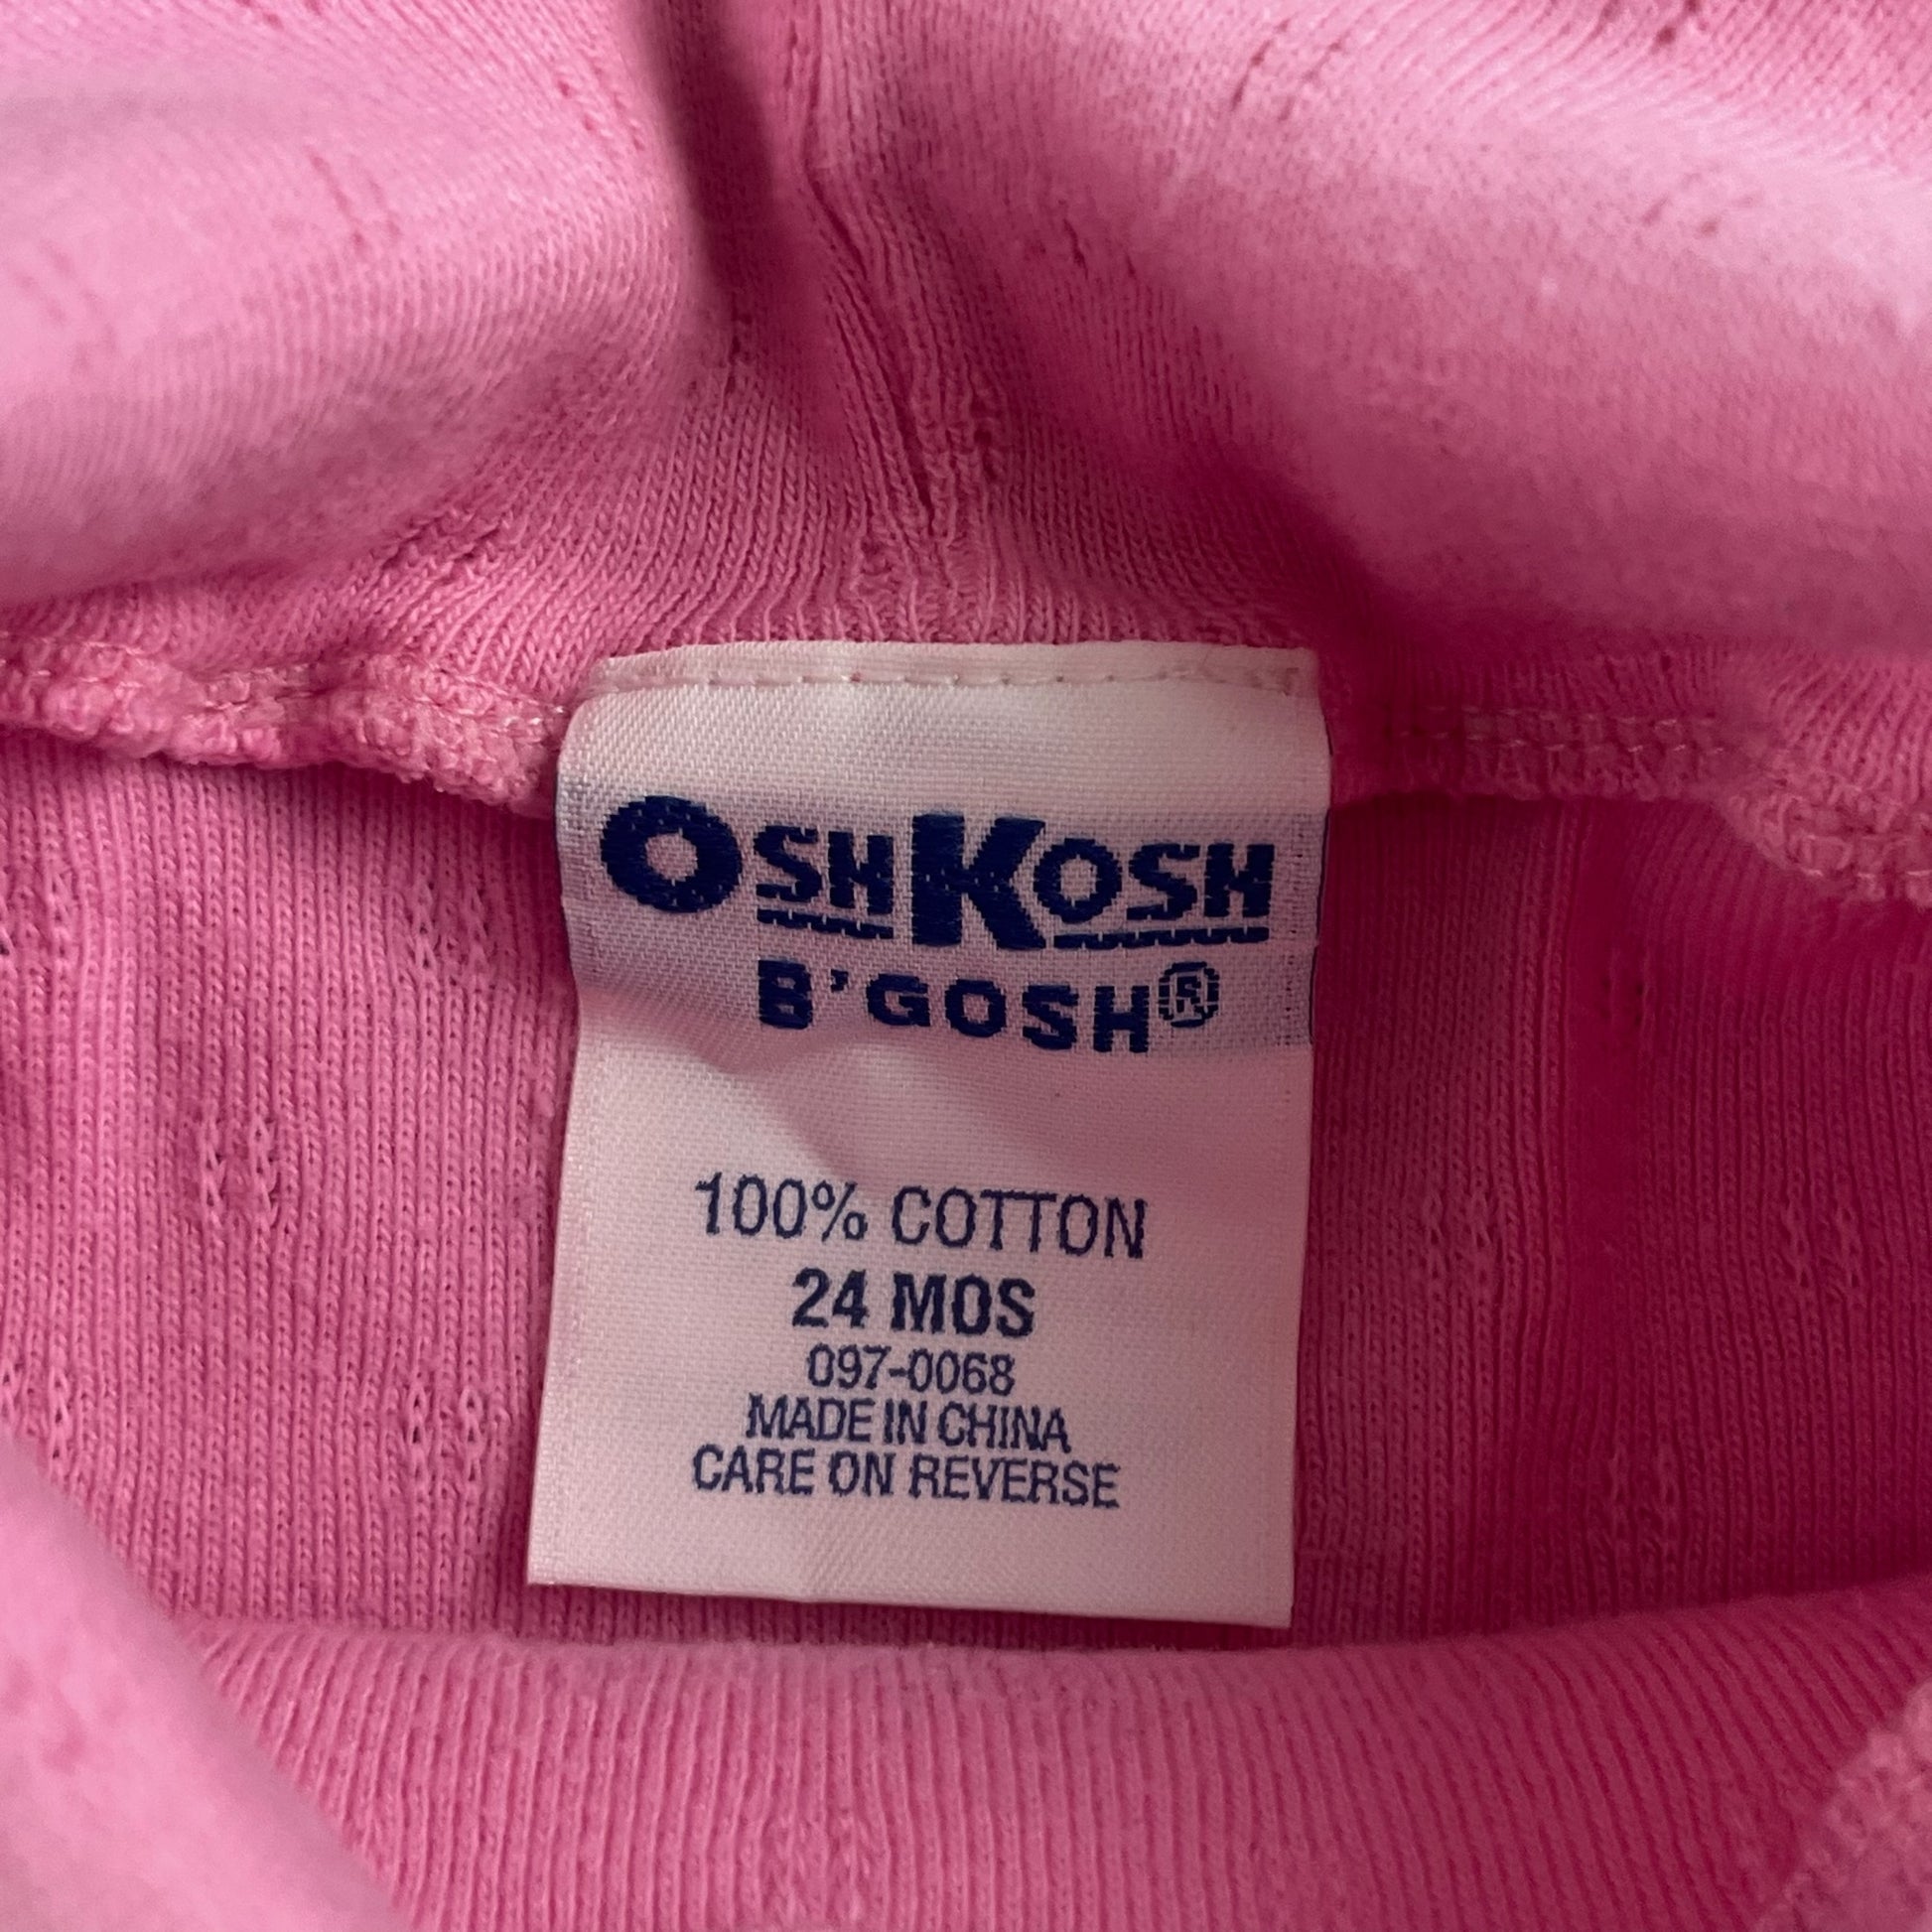 OSHKOSH
B'GOSH®
100% COTTON
24 MOS
097-0068
MADE IN CHINA
CARE ON REVERSE